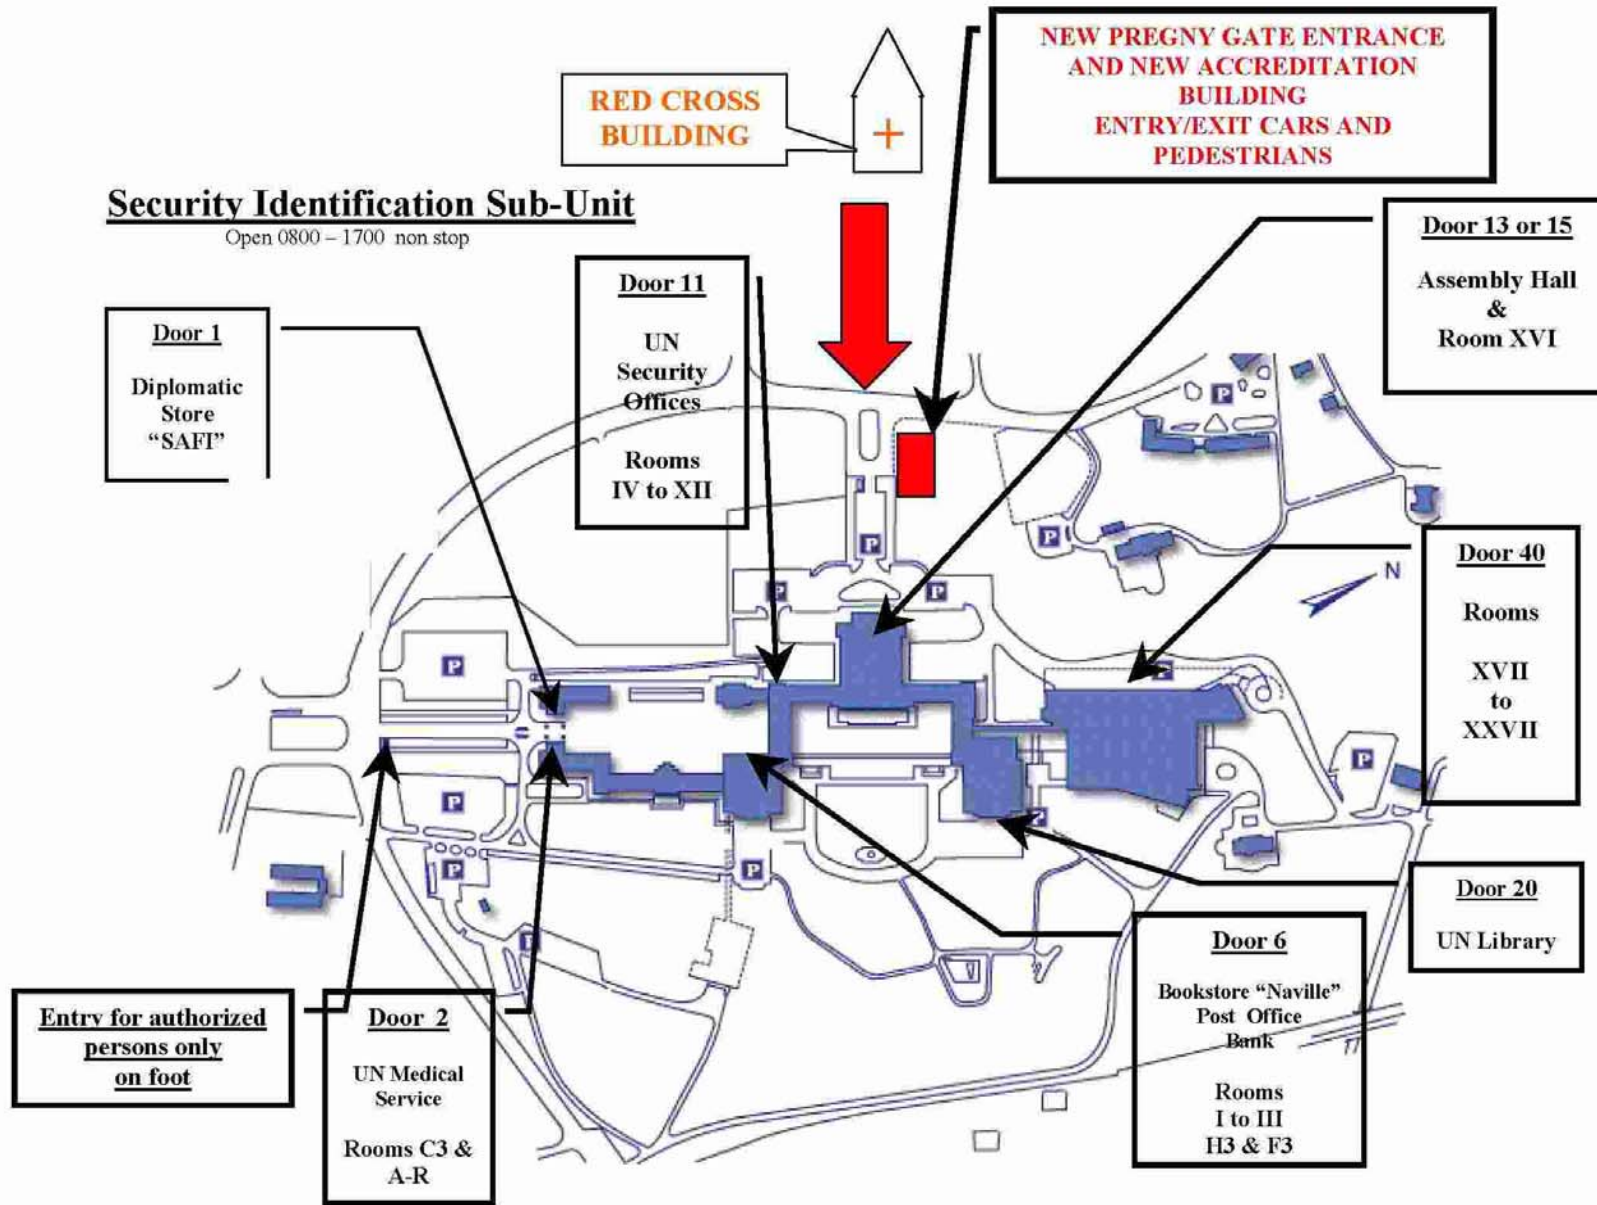 NEW PREGNY GATE ENTRANCE
AND NEW ACCREDITATION
BUILDING
ENTRY/EXIT CARS AND
PEDESTRIANS
RED CROSS
BUILDING
Security Identification Sub-Unit
Open 0800 – 1700 non stop
Door 13 or 15
Assembly Hall
&
Room XVI
Door 11
UN
Security
Offices
Rooms
IV to XII
Door 1
Diplomatic
Store
“SAFI”
P
P
P
P
P
N
Door 40
Rooms
XVII
to
XXVII
P
P
P
P
P
P
P
P
Door 20
UN Library
Door 6
Bookstore “Naville”
Post Office
Bank
Rooms
I to III
H3 & F3
Entry for authorized
persons only
on foot
Door 2
UN Medical
Service
Rooms C3 &
A-R